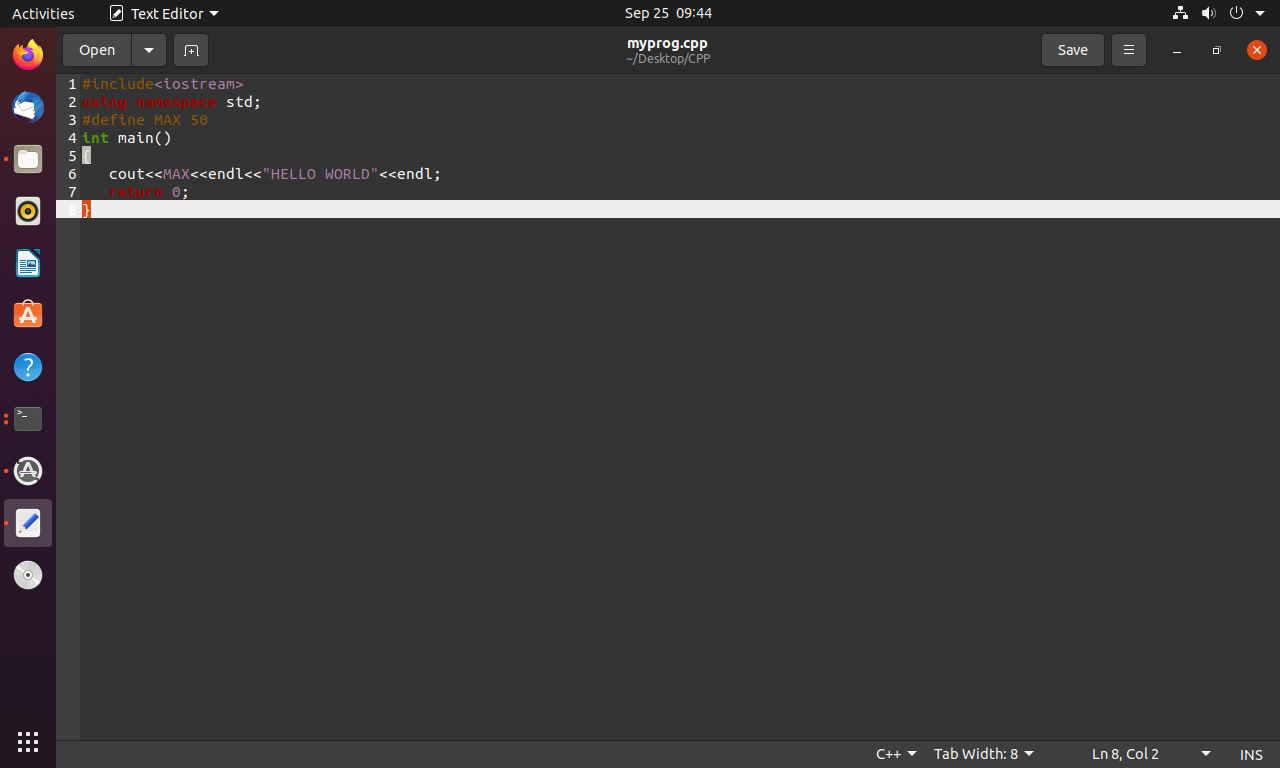 Activities
Text Editor
Sep 25 09:44
Open
myprog.cpp
~/Desktop/CPP
Save
1 #include<iostream>
2 using namespace std;
3 #define MAX 50
4 int main()
5 {
6    cout<<MAX<<endl<<"HELLO WORLD"<<endl;
7    return 0;
8 }
C++
Tab Width: 8
Ln 8, Col 2
INS